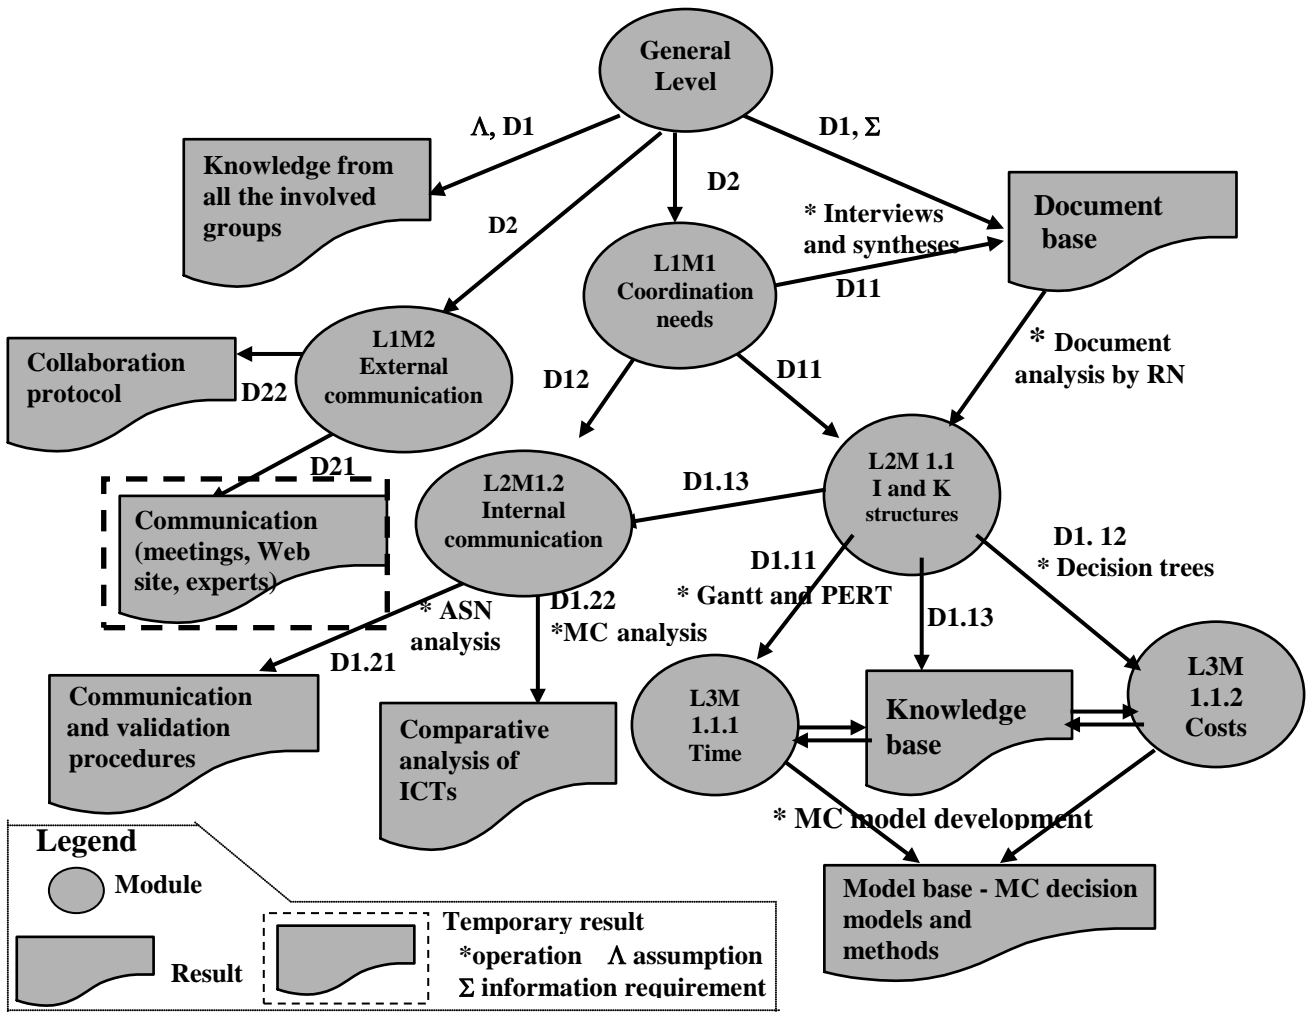 General
Level
Λ, D1
D1, Σ
Knowledge from
all the involved
groups
D2
D2
* Interviews
and syntheses
Document
base
L1M1
Coordination
needs
D11
L1M2
External
communication
Collaboration
protocol
D22
D12
D11
* Document
analysis by RN
D21
Communication
(meetings, Web
site, experts)
L2M1.2
Internal
communication
D1.13
L2M 1.1
I and K
structures
D1.11
* Gantt and PERT
D1. 12
* Decision trees
D1.13
* ASN
analysis
D1.22
*MC analysis
D1.21
Communication
and validation
procedures
Comparative
analysis of
ICTs
L3M
1.1.1
Time
Knowledge
base
L3M
1.1.2
Costs
* MC model development
Model base - MC decision
models and
methods
Legend
Module
Result
Temporary result
*operation Λ assumption
Σ information requirement